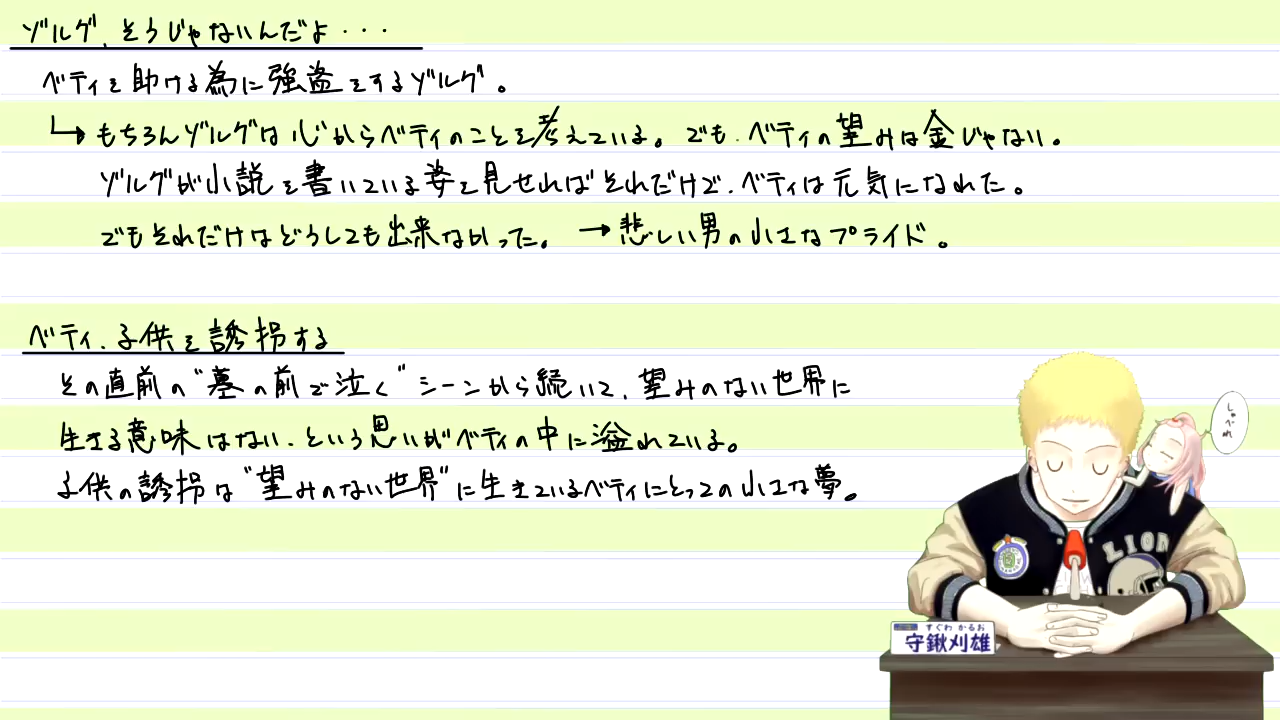 ゾルグ、そうじゃないんだよ・・・
ベティを助ける為に強盗をするゾルグ。
↳もちろんゾルグは心からベティのことを考えている。でも、ベティの望みは金じゃない。
ゾルグが小説を書いている姿を見せればそれだけで、ベティは元気になれた。
でもそれだけはどうしても出来なかった。→悲しい男の小さなプライド。
ベティ、子供を誘拐する
その直前の“墓の前で泣く”シーンから続いて、望みのない世界に
生きる意味はない、という思いがベティの中に溢れている。
子供の誘拐は“望みのない世界”に生きているベティにとっての小さな夢。
しゃべれ
LION
すぐわ かるお
守鍬刈雄